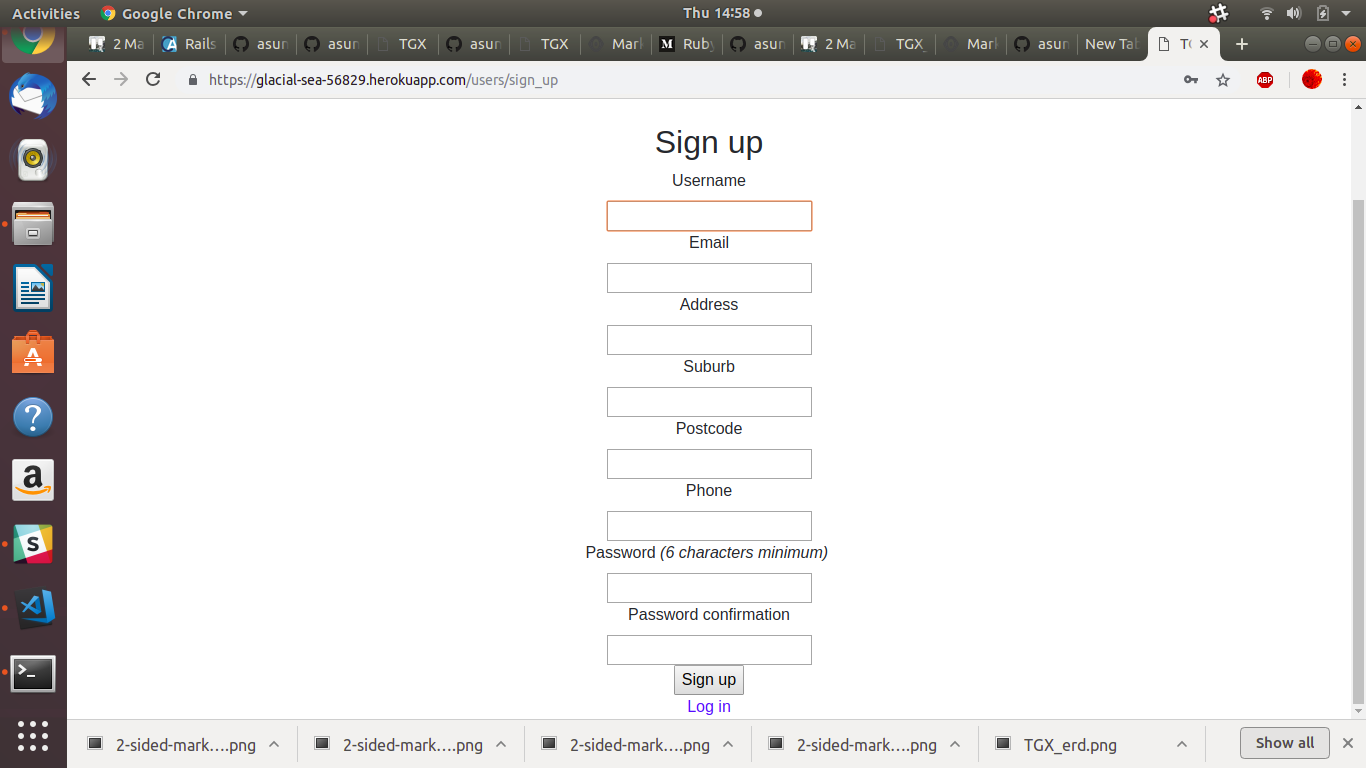 Activities Google Chrome Thu 14:58
2 Ma Rails asun asun TGX asun TGX Mark Ruby asun 2 Ma TGX_ Mark asun New Tab TG
https://glacial-sea-56829.herokuapp.com/users/sign_up ABP
Sign up
Username
Email
Address
Suburb
Postcode
Phone
Password (6 characters minimum)
Password confirmation
Sign up
Log in
2-sided-mark....png 2-sided-mark....png 2-sided-mark....png 2-sided-mark....png TGX_erd.png Show all